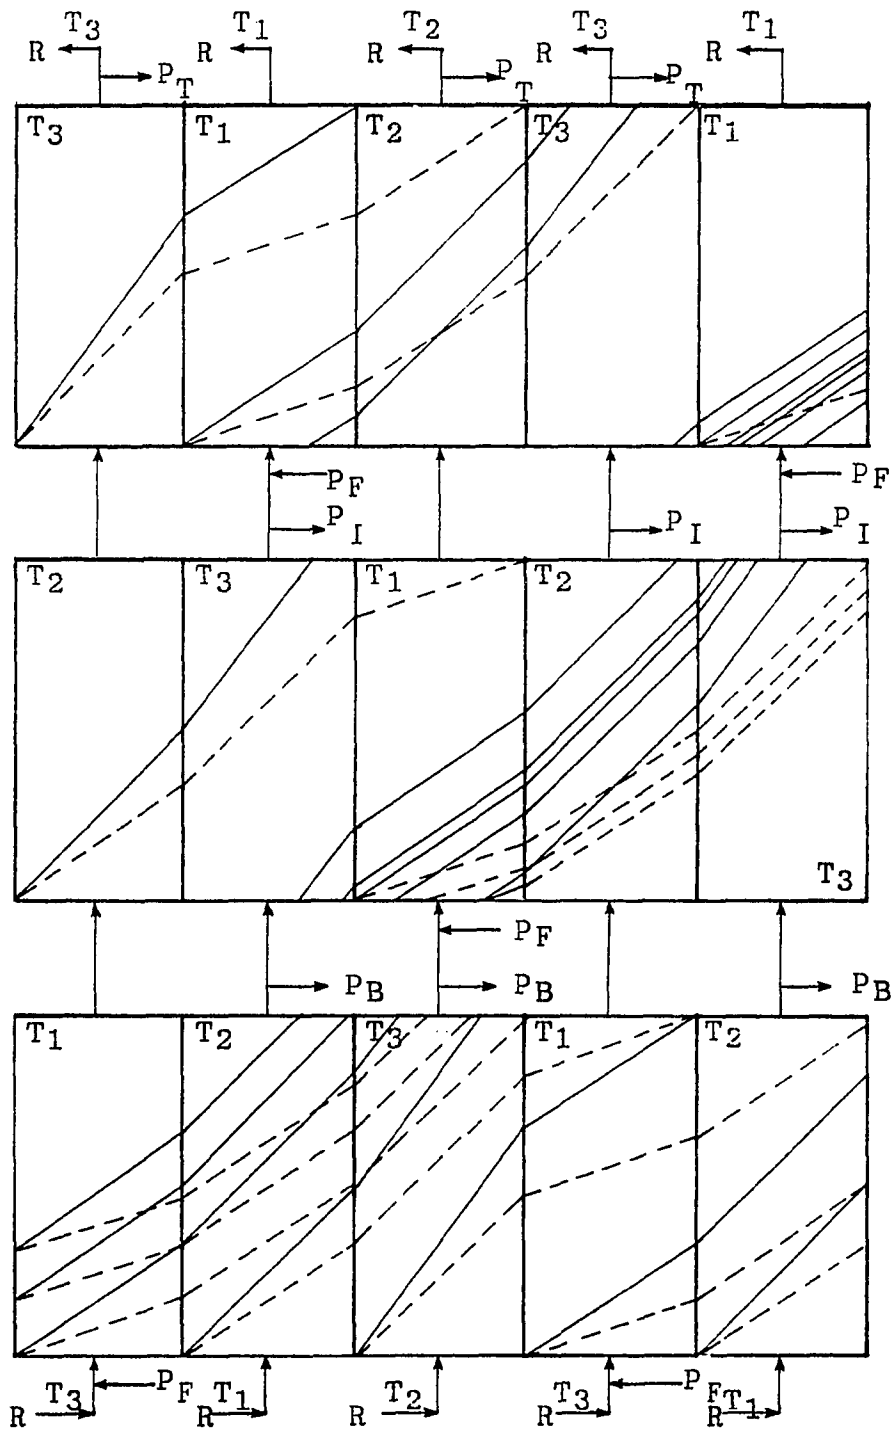 T3 T1 T2 T3 T1
R R R R R
PT PT PT
T3 T1 T2 T3 T1
PF PF
PI PI PI
T2 T3 T1 T2
T3
PF
PB PB PB
T1 T2 T3 T1 T2
T3 PF T1 T2 T3 PF T1
R R R R R